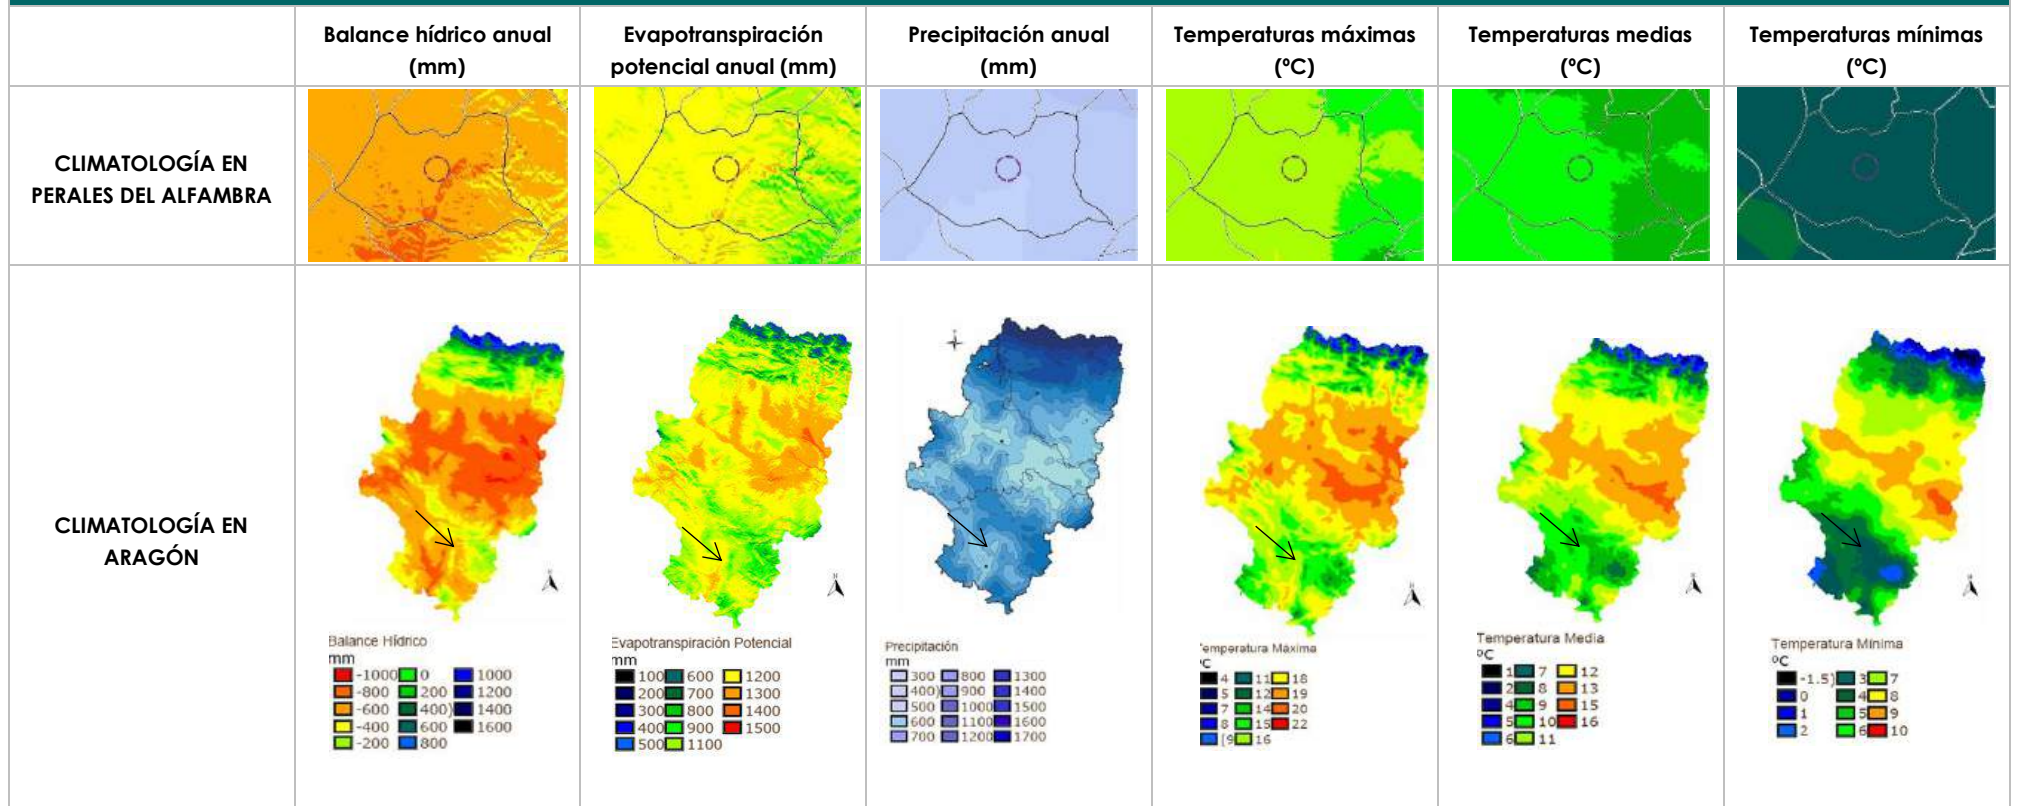 Balance hídrico anual
(mm)
Evapotranspiración
potencial anual (mm)
Precipitación anual
(mm)
Temperaturas máximas
(ºC)
Temperaturas medias
(ºC)
Temperaturas mínimas
(ºC)
CLIMATOLOGÍA EN
PERALES DEL ALFAMBRA
CLIMATOLOGÍA EN
ARAGÓN
Balance Hídrico
mm
-1000 0 1000
-800 200 1200
-600 400) 1400
-400 600 1600
-200 800
Evapotranspiración Potencial
mm
100 600 1200
200 700 1300
300 800 1400
400 900 1500
500 1100
Precipitación
mm
300 800 1300
400) 900 1400
500 1000 1500
600 1100 1600
700 1200 1700
emperatura Máxima
ºC
4 11 18
5 12 19
7 14 20
8 15 22
[9 16
Temperatura Media
ºC
1 7 12
2 8 13
4 9 15
5 10 16
6 11
Temperatura Mínima
ºC
-1.5) 3 7
0 4 8
1 5 9
2 6 10